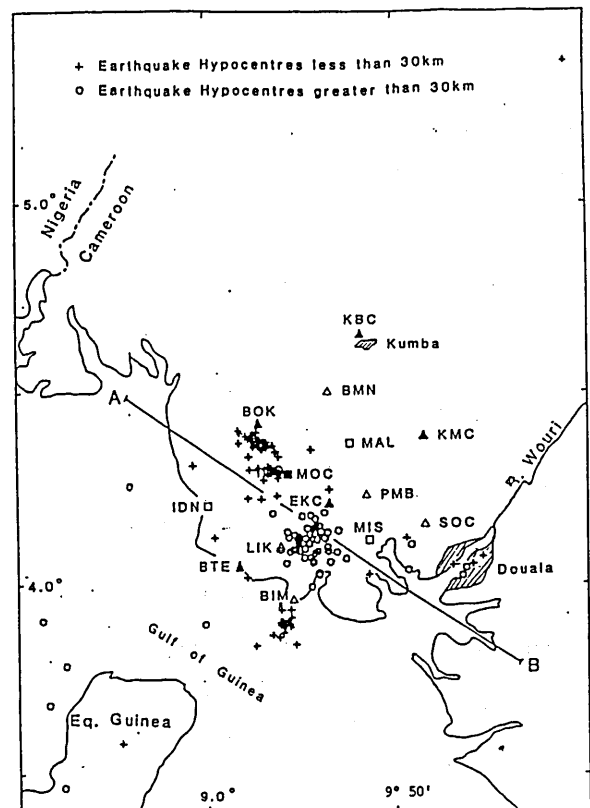 + Earthquake Hypocentres less than 30km
o Earthquake Hypocentres greater than 30km
5.0°
Nigeria
Cameroon
KBC
Kumba
A
BMN
BOK
MAL
KMC
R. Wouri
MOC
IDN
EKC
PMB
MIS
SOC
LIK
BTE
4.0°
Douala
BIM
Gulf of Guinea
B
Eq. Guinea
9.0°
9° 50'